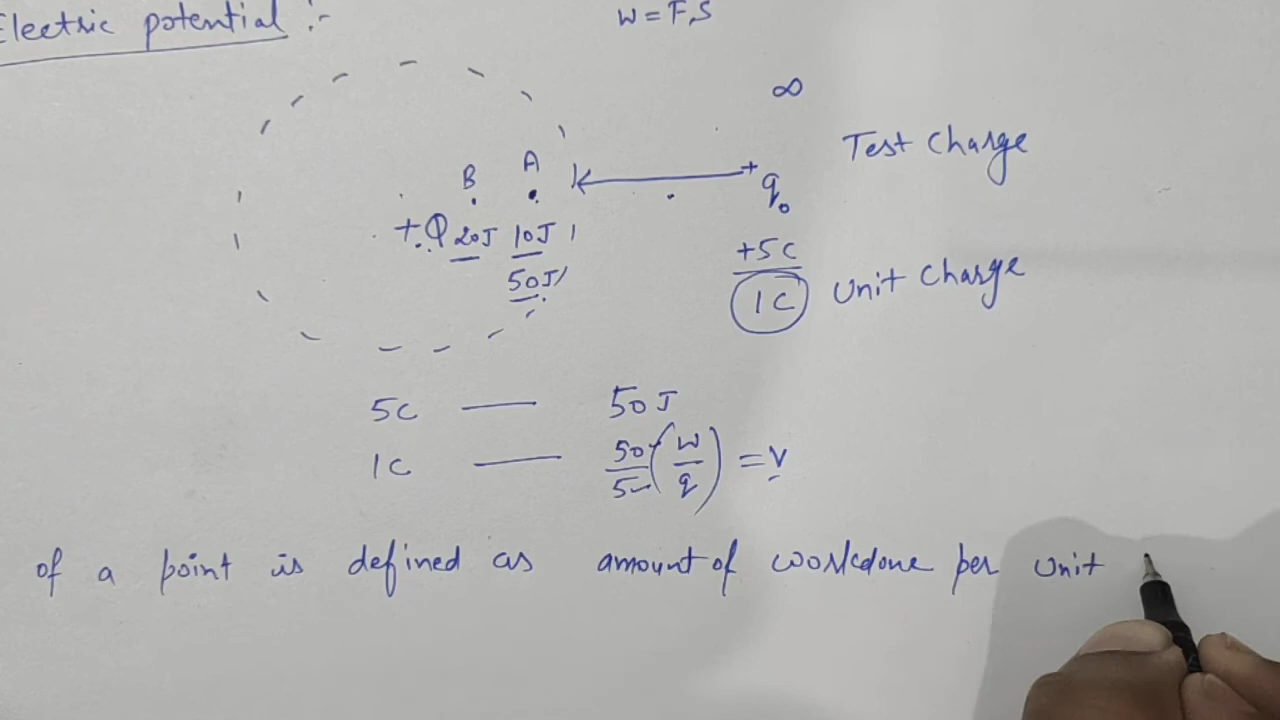 Electric potential :-
W = F.S
∞
Test charge
B A
+ q₀
+Q 20J 10J
+5C
50J
1C Unit charge
5C — 50J
1C — 50/5 (W/q) = V
of a point is defined as amount of workdone per unit